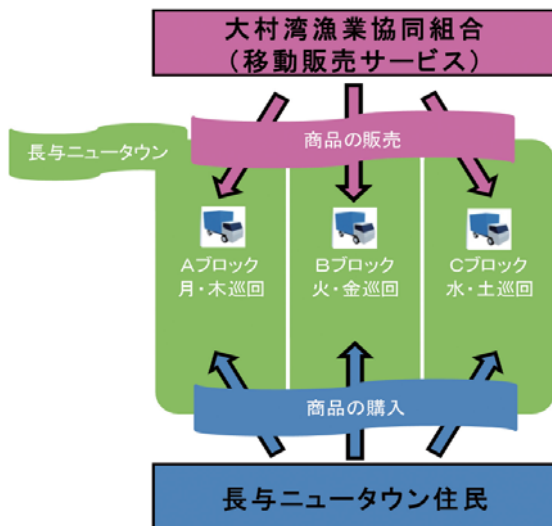 大村湾漁業協同組合
（移動販売サービス）
商品の販売
長与ニュータウン
Aブロック
月・木巡回
Bブロック
火・金巡回
Cブロック
水・土巡回
商品の購入
長与ニュータウン住民